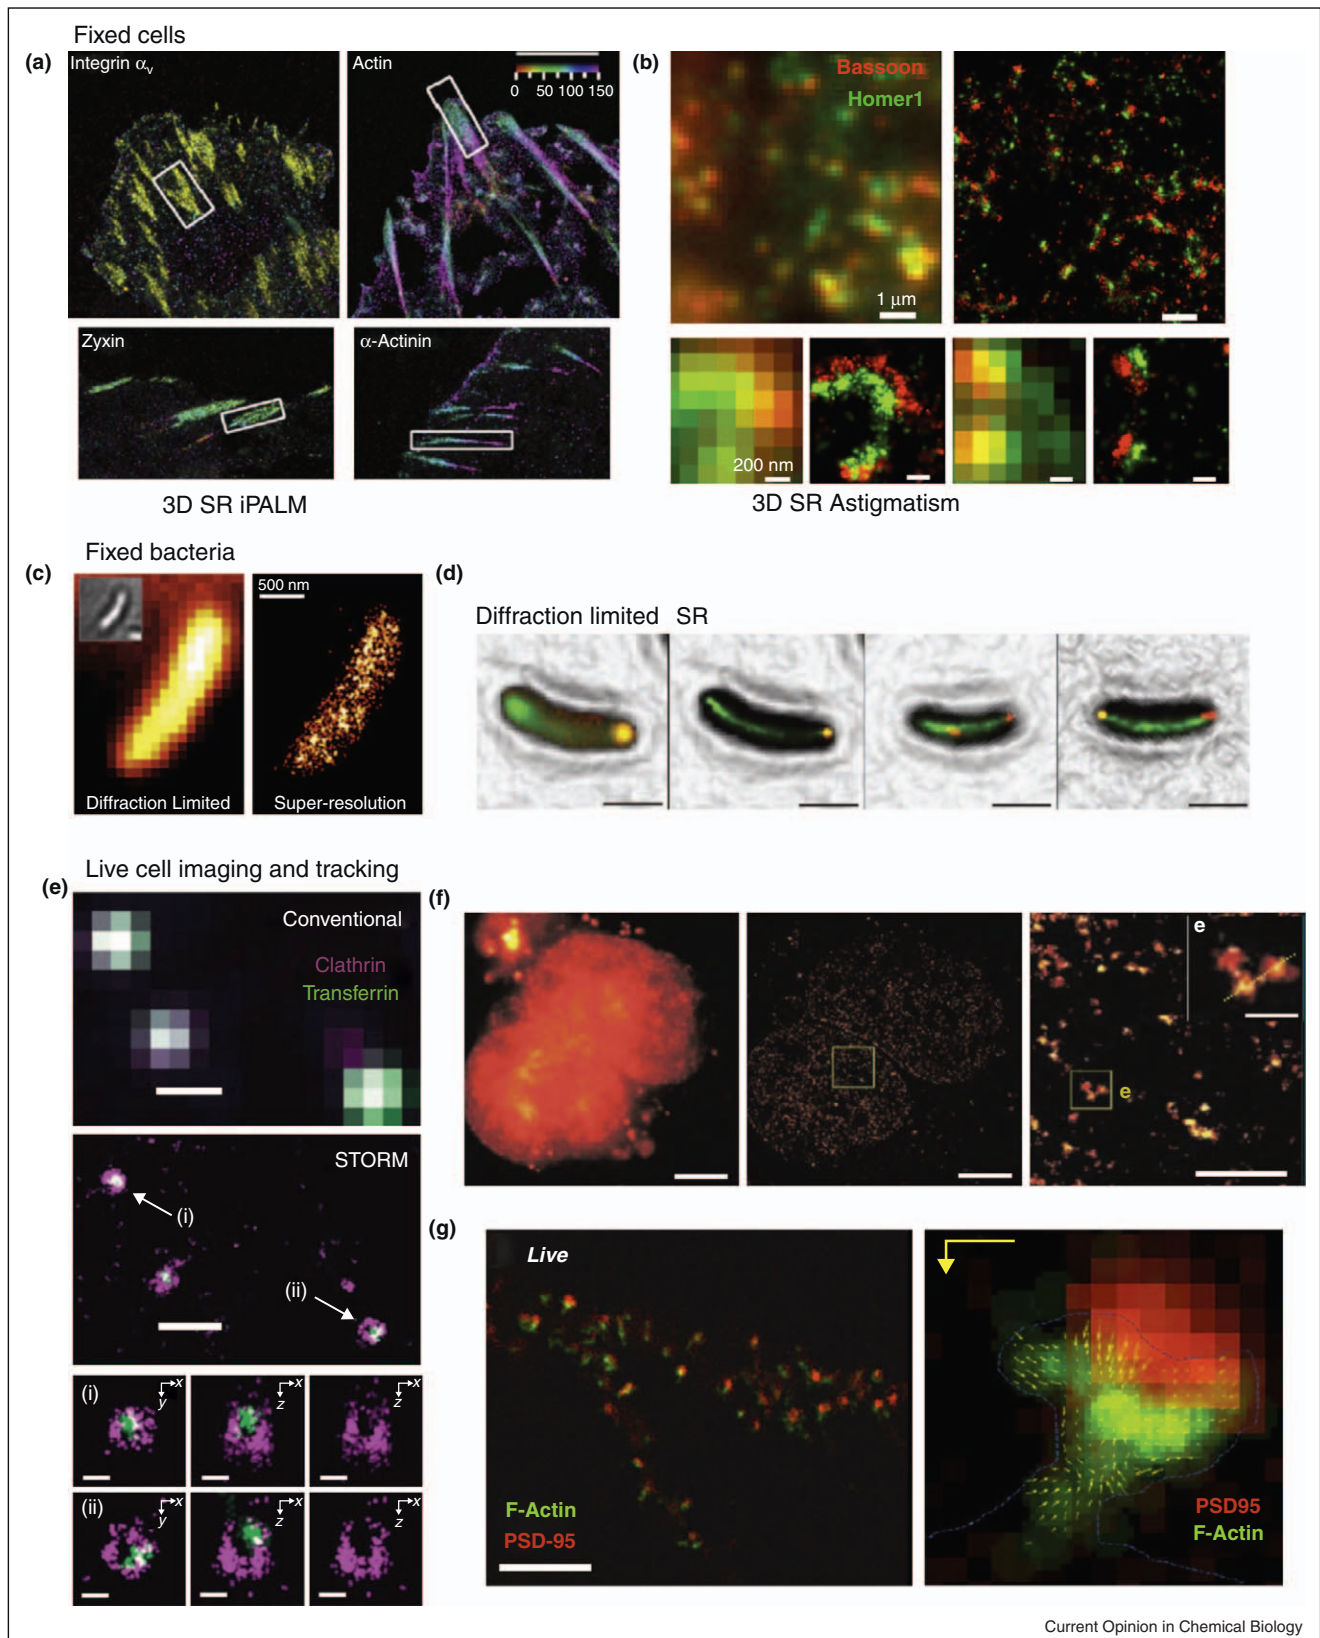 Fixed cells
(a)
Integrin αv
Actin
0 50 100 150
Zyxin
α-Actinin
3D SR iPALM
(b)
Bassoon
Homer1
1 μm
200 nm
3D SR Astigmatism
Fixed bacteria
(c)
500 nm
Diffraction Limited
Super-resolution
(d)
Diffraction limited SR
Live cell imaging and tracking
(e)
Conventional
Clathrin
Transferrin
STORM
(i)
(ii)
(i)
x
y
x
z
x
z
(ii)
x
y
x
z
x
z
(f)
e
e
(g)
Live
F-Actin
PSD-95
PSD95
F-Actin
Current Opinion in Chemical Biology